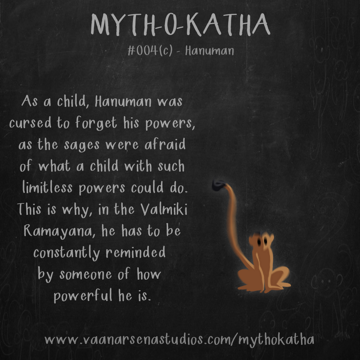 MYTH-O-KATHA
#004(c) - Hanuman
As a child, Hanuman was
cursed to forget his powers,
as the sages were afraid
of what a child with such
limitless powers could do.
This is why, in the Valmiki
Ramayana, he has to be
constantly reminded
by someone of how
powerful he is.
www.vaanarsenastudios.com/mythokatha